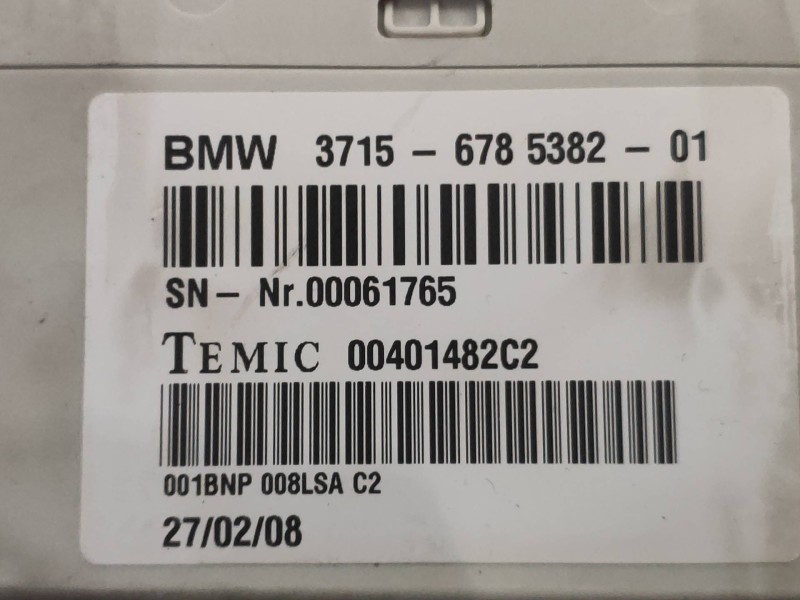 BMW 3715 - 678 5382 - 01
SN - Nr.00061765
TEMIC 00401482C2
001BNP 008LSA C2
27/02/08